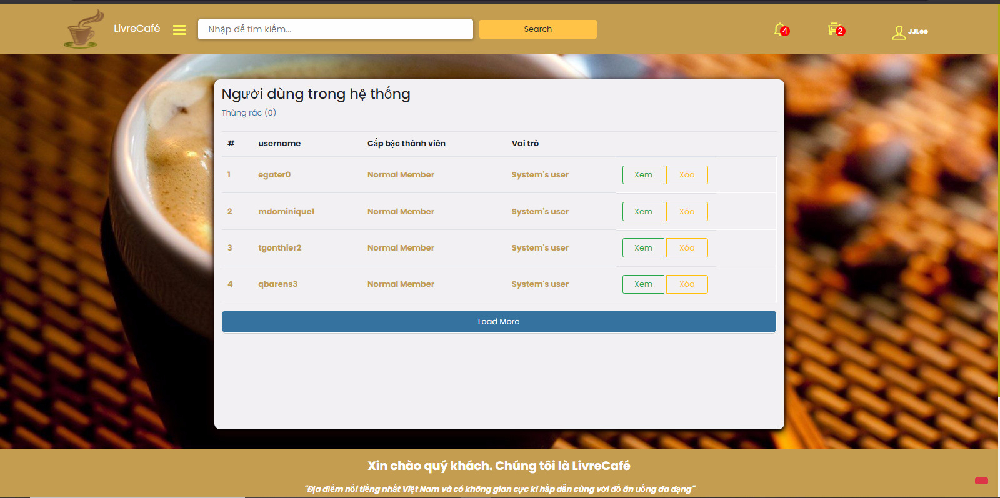 LivreCafé
Nhập dể tìm kiếm...
Search
4
2
JJLee
Người dùng trong hệ thống
Thùng rác (0)
# username Cấp bậc thành viên Vai trò
1 egater0 Normal Member System's user Xem Xóa
2 mdominique1 Normal Member System's user Xem Xóa
3 tgonthier2 Normal Member System's user Xem Xóa
4 qbarens3 Normal Member System's user Xem Xóa
Load More
Xin chào quý khách. Chúng tôi là LivreCafé
"Địa điểm nổi tiếng nhất Việt Nam và có không gian cực kì hấp dẫn cùng với đồ ăn uống đa dạng"